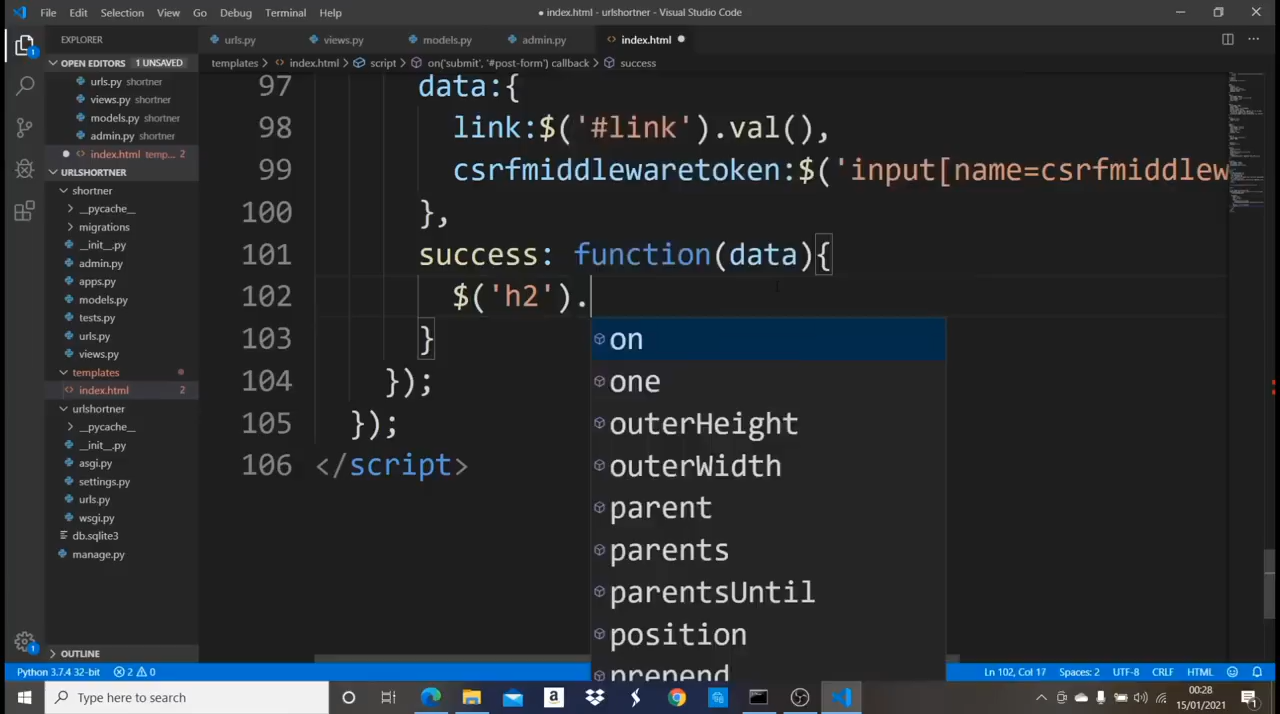 File Edit Selection View Go Debug Terminal Help
● index.html - urlshortner - Visual Studio Code
EXPLORER
urls.py views.py models.py admin.py index.html
OPEN EDITORS 1 UNSAVED
templates > index.html > script > on('submit', '#post-form') callback > success
urls.py shortner
views.py shortner
models.py shortner
admin.py shortner
index.html temp... 2
URLSHORTNER
shortner
__pycache__
migrations
__init__.py
admin.py
apps.py
models.py
tests.py
urls.py
views.py
templates
index.html 2
urlshortner
__pycache__
__init__.py
asgi.py
settings.py
urls.py
wsgi.py
db.sqlite3
manage.py
OUTLINE
97 data:{
98 link:$('#link').val(),
99 csrfmiddlewaretoken:$('input[name=csrfmiddlew
100 },
101 success: function(data){
102 $('h2').
103 }
104 });
105 });
106 </script>
on
one
outerHeight
outerWidth
parent
parents
parentsUntil
position
prepend
Python 3.7.4 32-bit 2 0 Ln 102, Col 17 Spaces: 2 UTF-8 CRLF HTML
Type here to search
00:28
15/01/2021